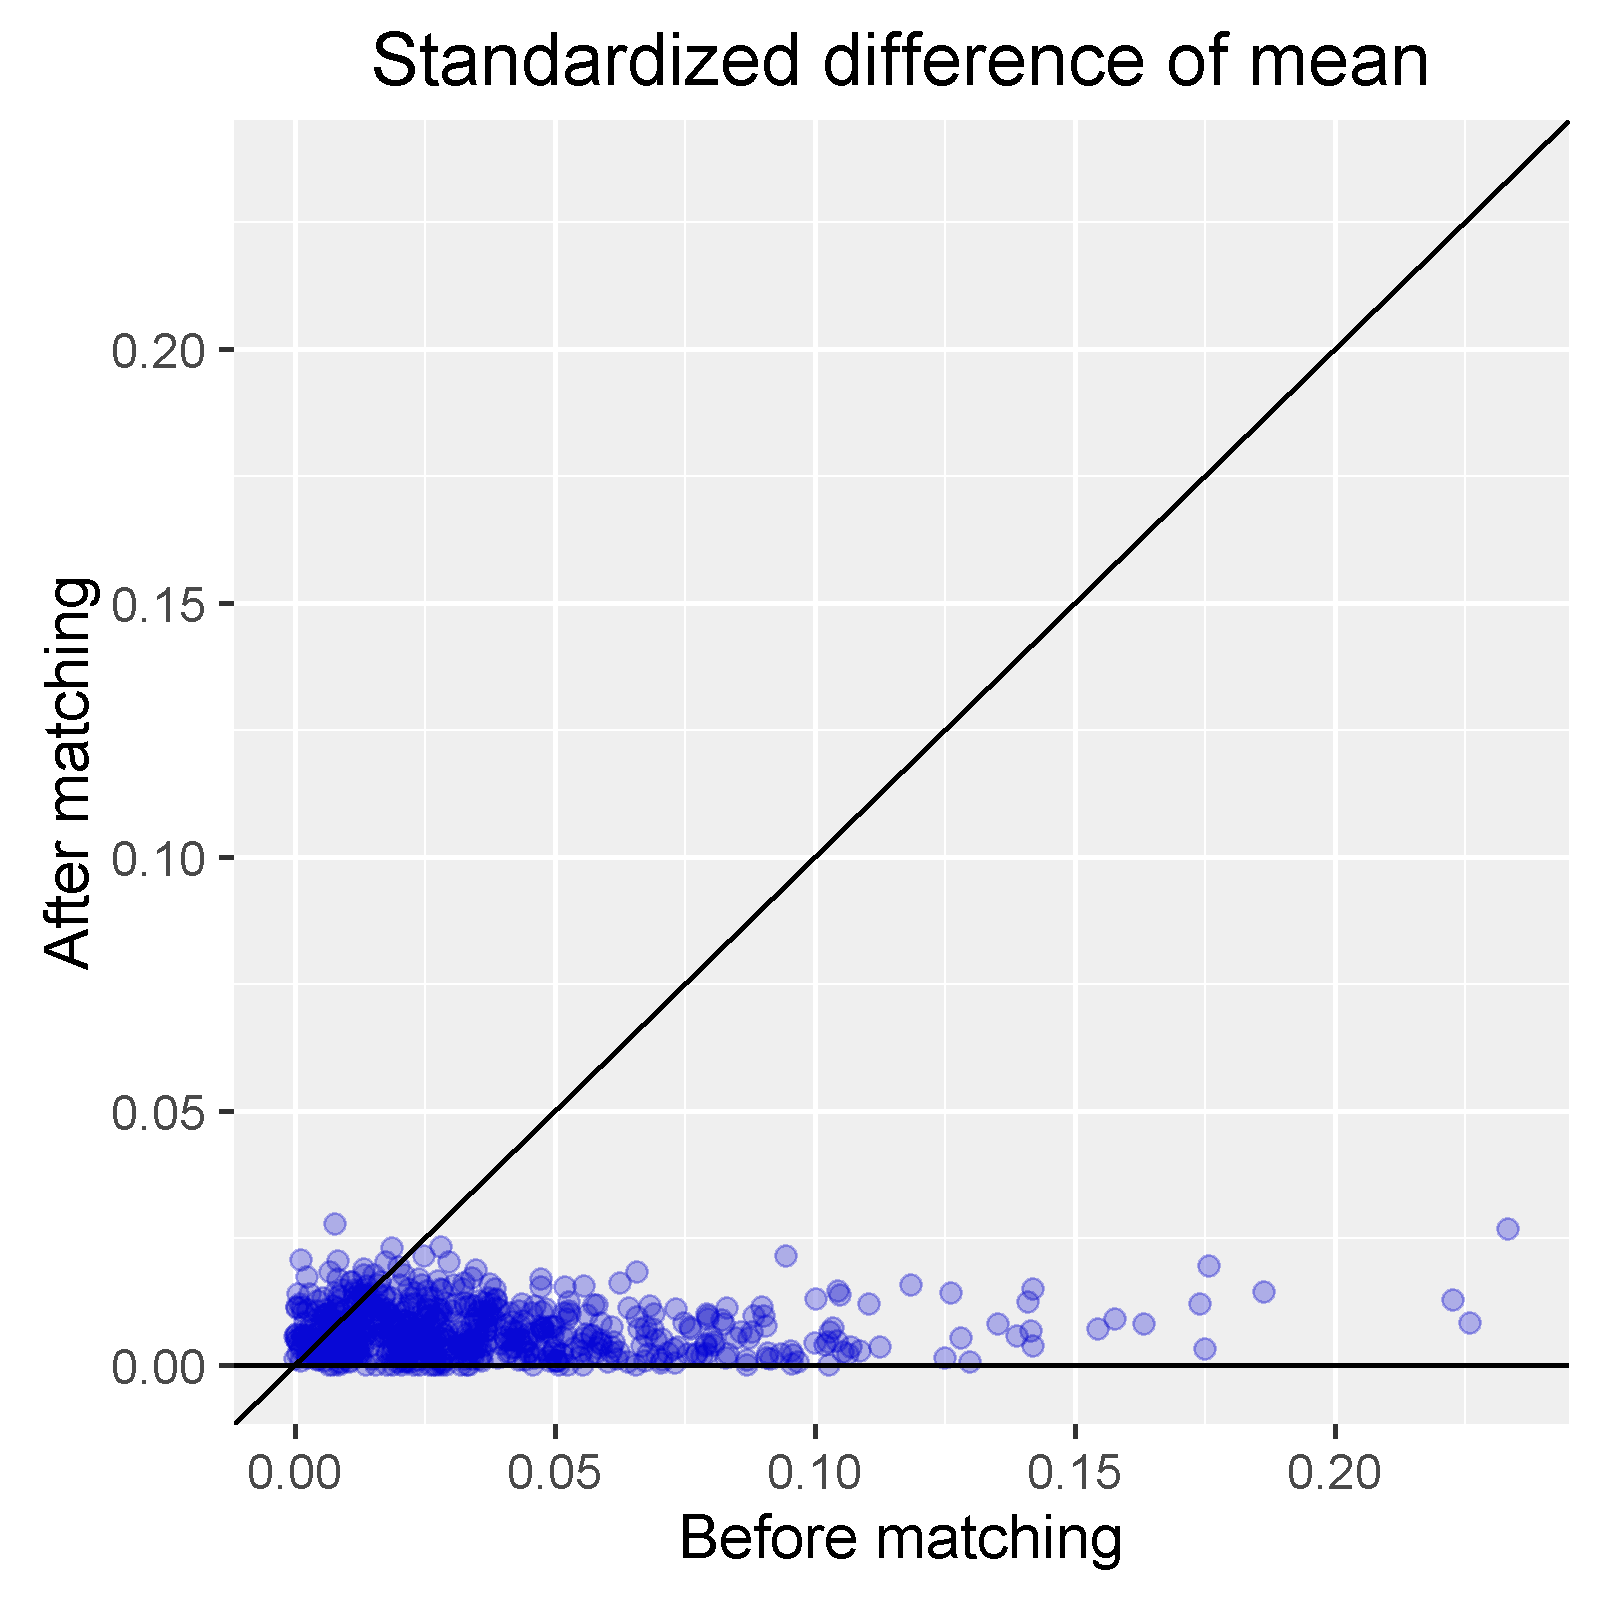 Standardized difference of mean
After matching
0.20
0.15
0.10
0.05
0.00
0.00 0.05 0.10 0.15 0.20
Before matching